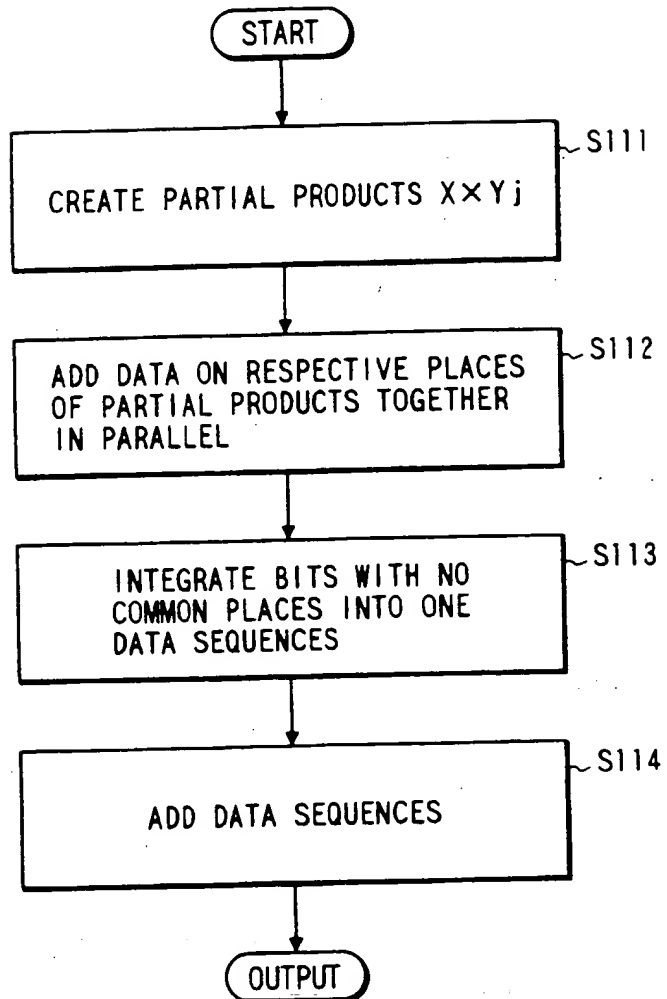 START
S111
CREATE PARTIAL PRODUCTS X×Yj
S112
ADD DATA ON RESPECTIVE PLACES
OF PARTIAL PRODUCTS TOGETHER
IN PARALLEL
S113
INTEGRATE BITS WITH NO
COMMON PLACES INTO ONE
DATA SEQUENCES
S114
ADD DATA SEQUENCES
OUTPUT